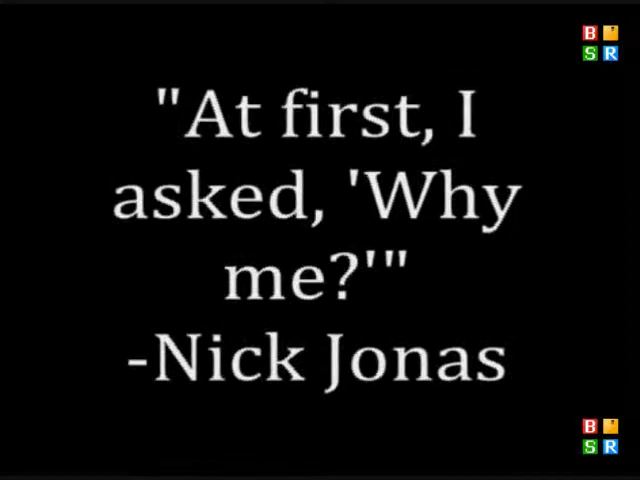 "At first, I
asked, 'Why
me?'"
-Nick Jonas
B
S R
B
S R